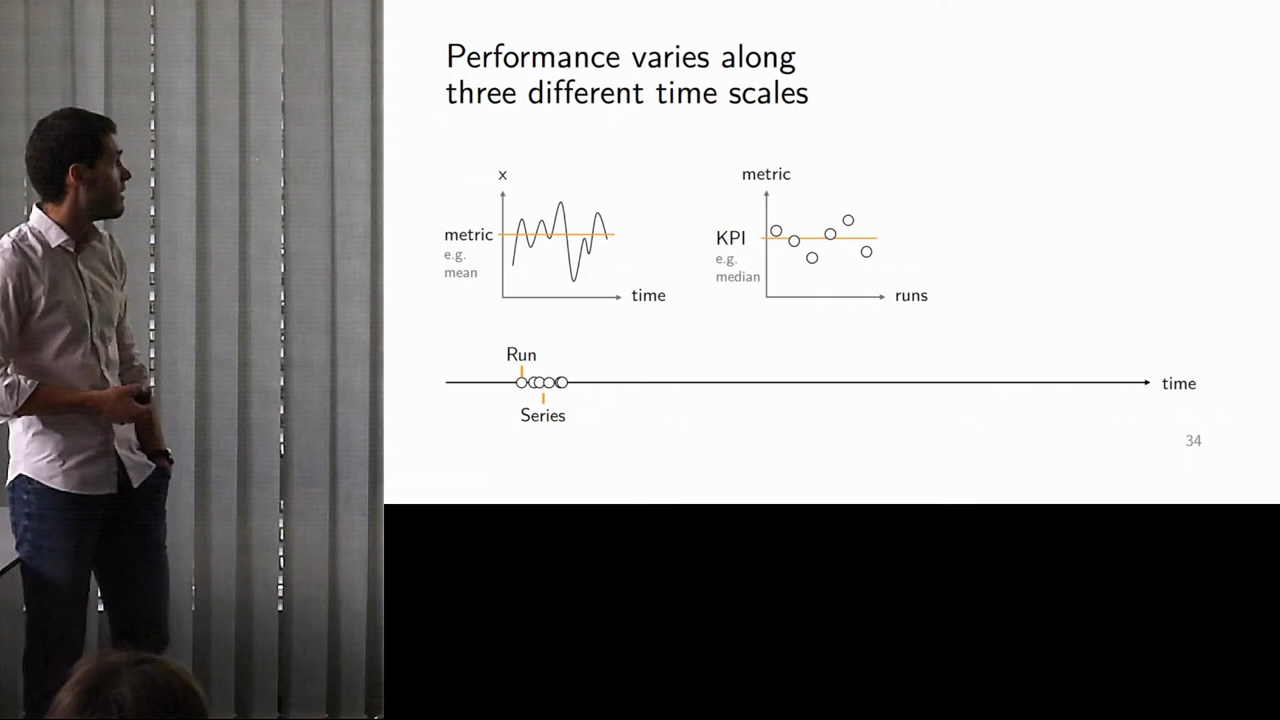 Performance varies along
three different time scales
x
metric
e.g.
mean
time
metric
KPI
e.g.
median
runs
Run
Series
time
34